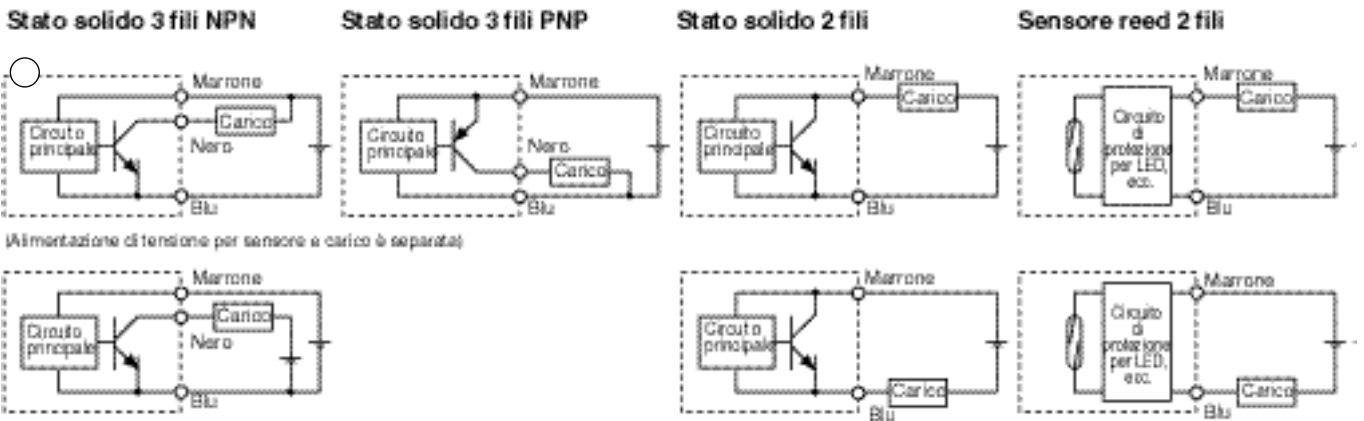 Stato solido 3 fili NPN
Stato solido 3 fili PNP
Stato solido 2 fili
Sensore reed 2 fili
Marrone
Carico
Circuito
principale
Nero
Blu
Marrone
Circuito
principale
Nero
Carico
Blu
Marrone
Carico
Circuito
principale
Blu
Marrone
Carico
Circuito
di
protezione
per LED,
ecc.
Blu
(Alimentazione di tensione per sensore e carico è separata)
Marrone
Carico
Circuito
principale
Nero
Blu
Marrone
Circuito
principale
Carico
Blu
Marrone
Circuito
di
protezione
per LED,
ecc.
Carico
Blu